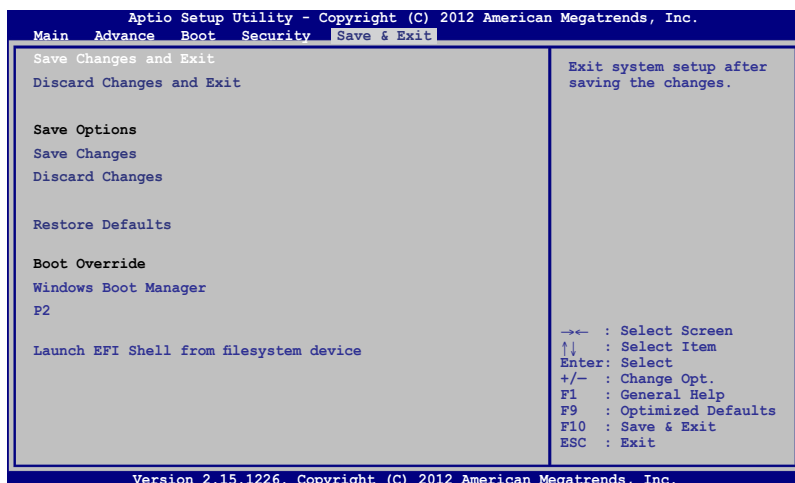 Aptio Setup Utility - Copyright (C) 2012 American Megatrends, Inc.
Main Advance Boot Security Save & Exit
Save Changes and Exit
Discard Changes and Exit
Save Options
Save Changes
Discard Changes
Restore Defaults
Boot Override
Windows Boot Manager
P2
Launch EFI Shell from filesystem device
Exit system setup after
saving the changes.
→← : Select Screen
↑↓ : Select Item
Enter: Select
+/— : Change Opt.
F1 : General Help
F9 : Optimized Defaults
F10 : Save & Exit
ESC : Exit
Version 2.15.1226. Copyright (C) 2012 American Megatrends, Inc.